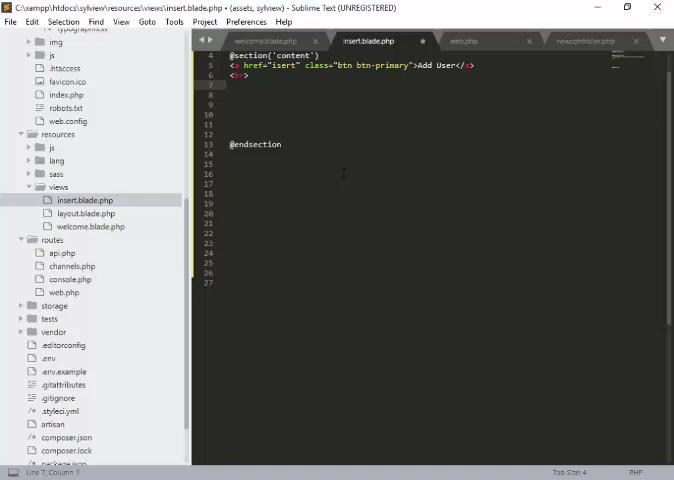 C:\xampp\htdocs\sylview\resources\views\insert.blade.php • (assets, sylview) - Sublime Text (UNREGISTERED)
File Edit Selection Find View Goto Tools Project Preferences Help
img
js
.htaccess
favicon.ico
index.php
robots.txt
web.config
resources
js
lang
sass
views
insert.blade.php
layout.blade.php
welcome.blade.php
routes
api.php
channels.php
console.php
web.php
storage
tests
vendor
.editorconfig
.env
.env.example
.gitattributes
.gitignore
.styleci.yml
artisan
composer.json
composer.lock
package.json
welcome.blade.php insert.blade.php web.php
4 @section('content')
5 <a href="isert" class="btn btn-primary">Add User</a>
6 <br>
7
8
9
10
11
12
13 @endsection
14
15
16
17
18
19
20
21
22
23
24
25
26
27
Line 7, Column 1 Tab Size: 4 PHP